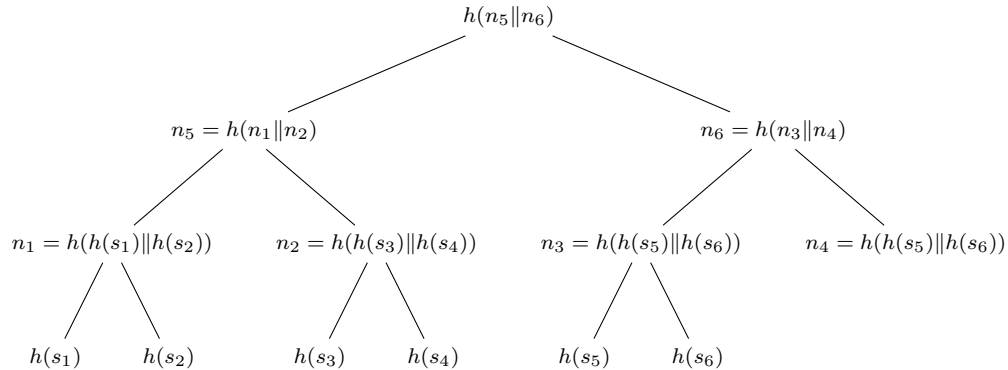 h(n₅‖n₆)
n₅ = h(n₁‖n₂) n₆ = h(n₃‖n₄)
n₁ = h(h(s₁)‖h(s₂)) n₂ = h(h(s₃)‖h(s₄)) n₃ = h(h(s₅)‖h(s₆)) n₄ = h(h(s₅)‖h(s₆))
h(s₁) h(s₂) h(s₃) h(s₄) h(s₅) h(s₆)